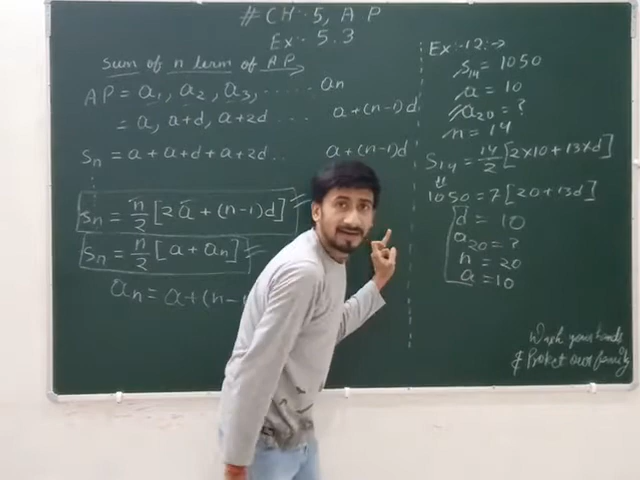 # CH-5, A P
Ex:- 5.3
Sum of n term of AP →
AP = a₁, a₂, a₃, ...... an
= a, a+d, a+2d .... a+(n-1)d
Sn = a + a+d + a+2d .. a+(n-1)d
Sn = n/2 [2a + (n-1)d]
Sn = n/2 [a + an]
an = a+(n-1
Ex:-12:→
S14 = 1050
a = 10
a20 = ?
n = 14
S14 = 14/2 [2×10+13×d]
1050 = 7[20+13d]
d = 10
a20 = ?
n = 20
a = 10
Wash your hands
& Protect our family